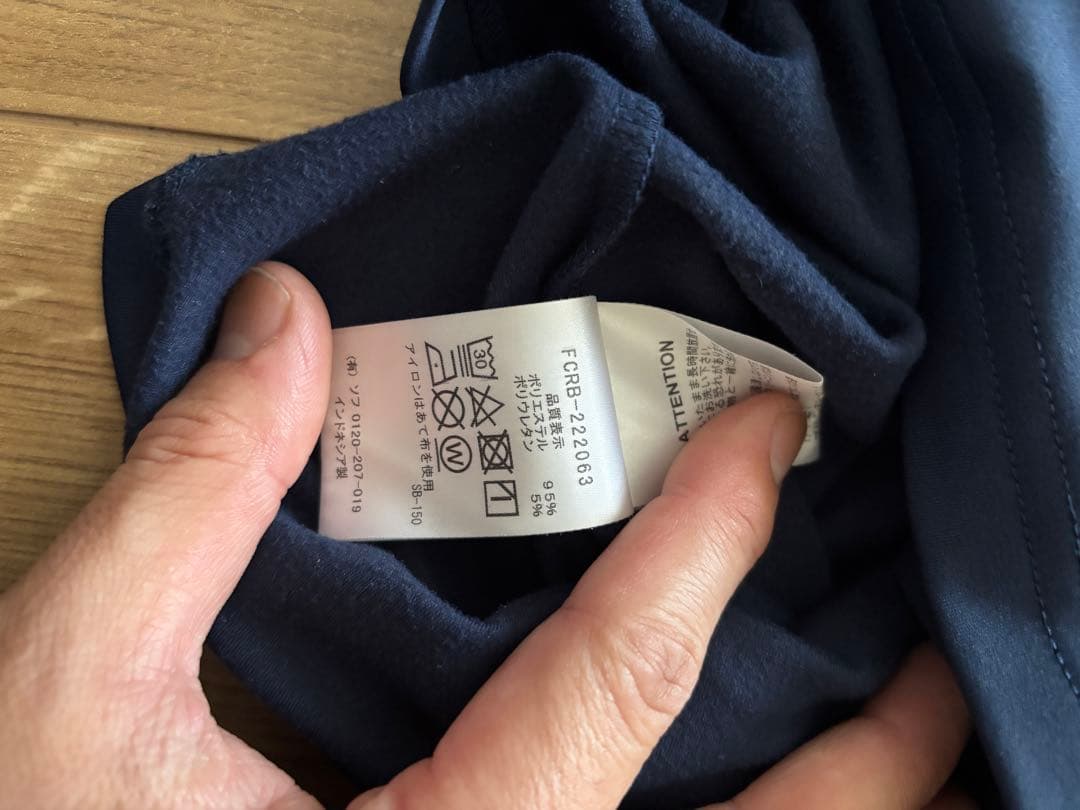 FCRB-222063
品質表示
ポリエステル 95%
ポリウレタン 5%
30
W
アイロンはあて布を使用
SB-150
(有) ソフ 0120-207-019
インドネシア製
ATTENTION